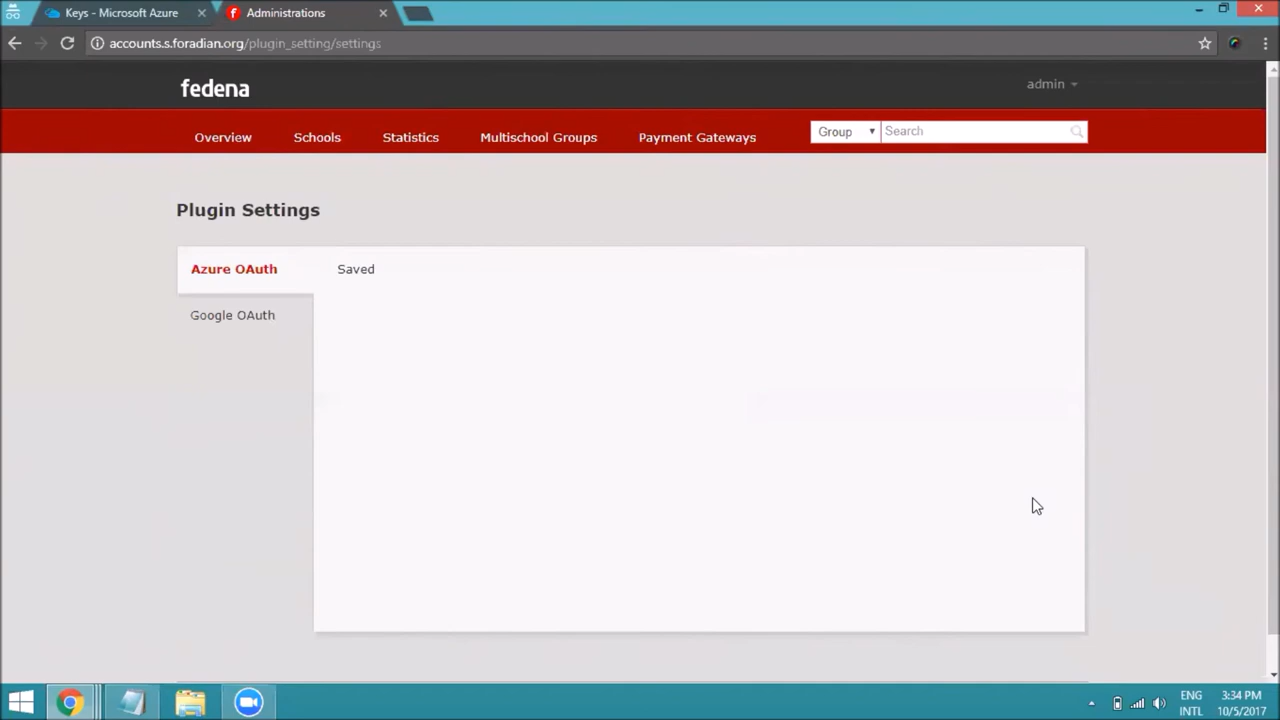 Keys - Microsoft Azure
Administrations
accounts.s.foradian.org/plugin_setting/settings
fedena
admin
Overview
Schools
Statistics
Multischool Groups
Payment Gateways
Group
Search
Plugin Settings
Azure OAuth
Saved
Google OAuth
ENG
INTL
3:34 PM
10/5/2017